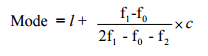 Mode = l + (f₁-f₀) / (2f₁ - f₀ - f₂) × c